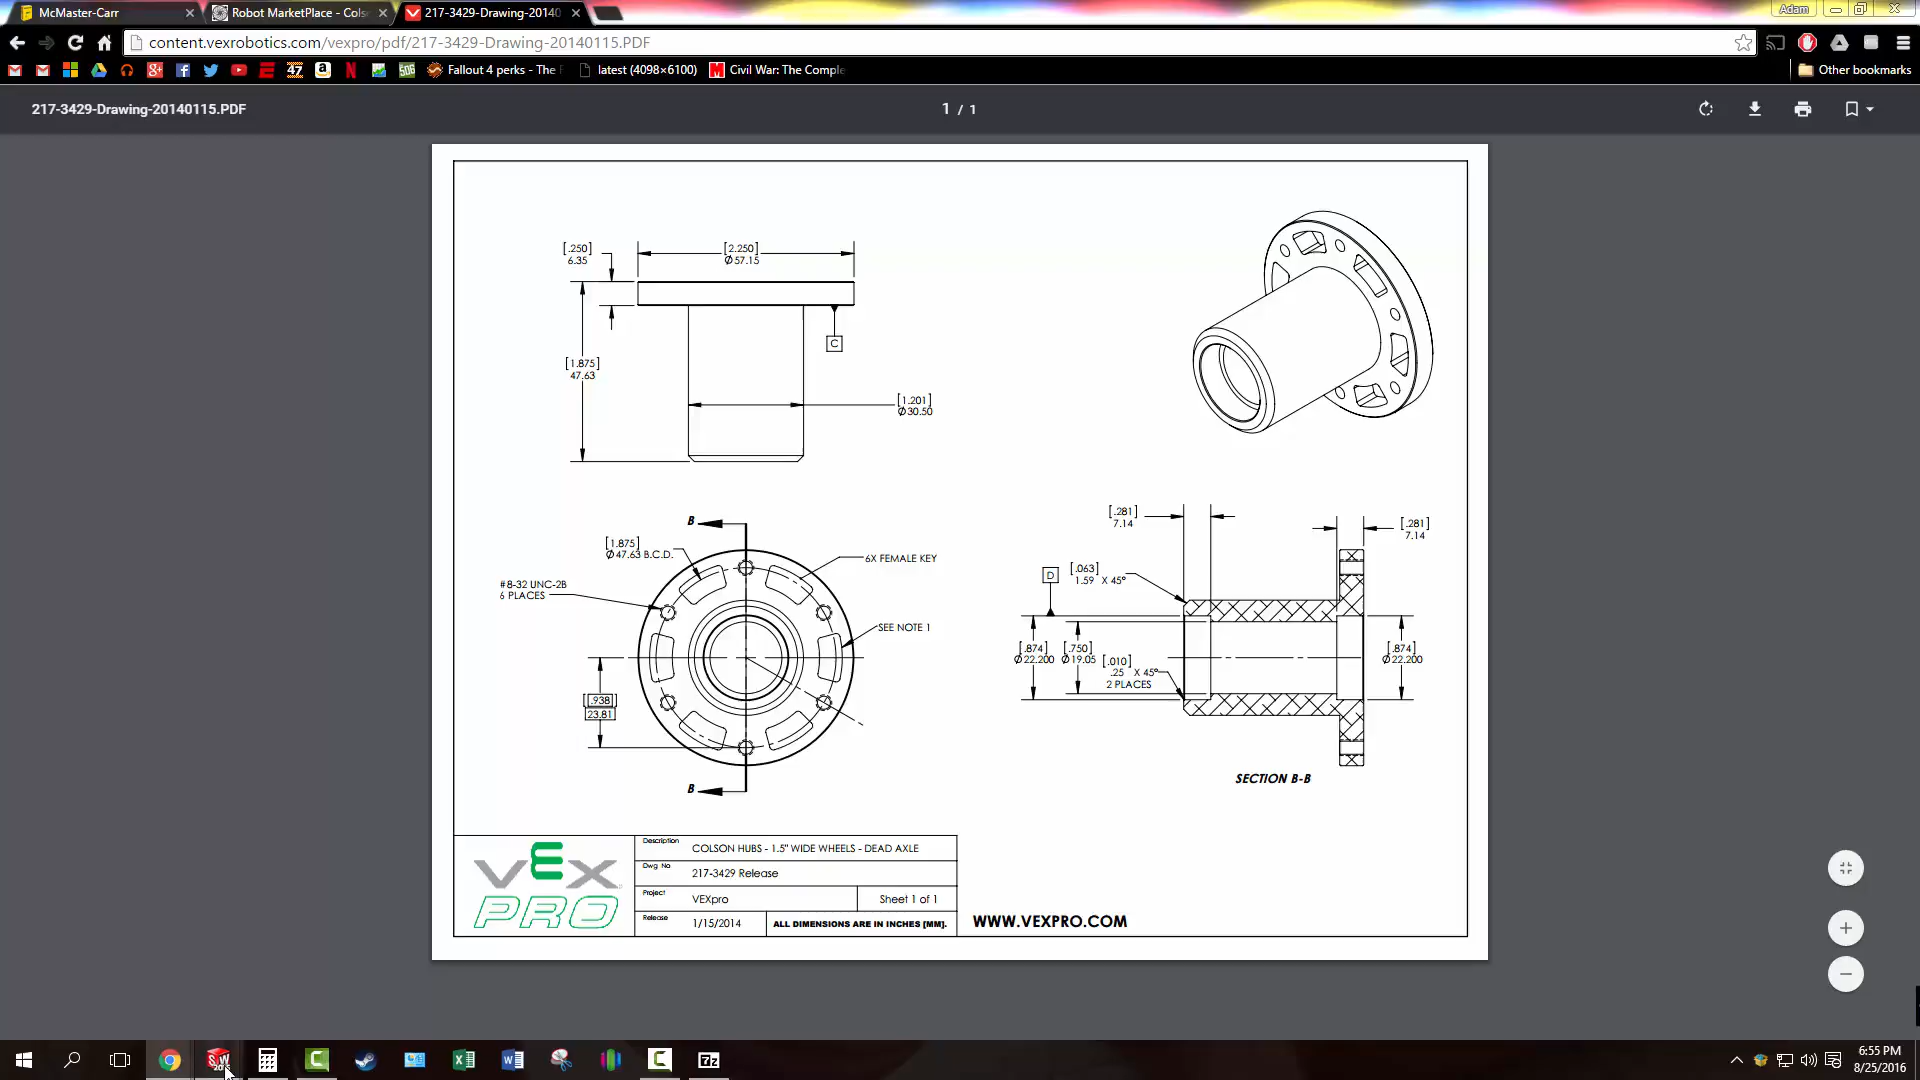 McMaster-Carr
Robot MarketPlace - Cols
217-3429-Drawing-20140
Adam
content.vexrobotics.com/vexpro/pdf/217-3429-Drawing-20140115.PDF
Fallout 4 perks - The F
latest (4098×6100)
Civil War: The Comple
Other bookmarks
217-3429-Drawing-20140115.PDF
1 / 1
[.250]
6.35
[2.250]
Ø57.15
C
[1.875]
47.63
[1.201]
Ø30.50
B
[1.875]
Ø47.63 B.C.D.
6X FEMALE KEY
#8-32 UNC-2B
6 PLACES
SEE NOTE 1
[.938]
23.81
B
[.281]
7.14
[.281]
7.14
D
[.063]
1.59 X 45°
[.874]
Ø22.200
[.750]
Ø19.05
[.010]
.25 X 45°
2 PLACES
[.874]
Ø22.200
SECTION B-B
VEX
PRO
Description
COLSON HUBS - 1.5" WIDE WHEELS - DEAD AXLE
Dwg No
217-3429 Release
Project
VEXpro
Sheet 1 of 1
Release
1/15/2014
ALL DIMENSIONS ARE IN INCHES [MM].
WWW.VEXPRO.COM
6:55 PM
8/25/2016